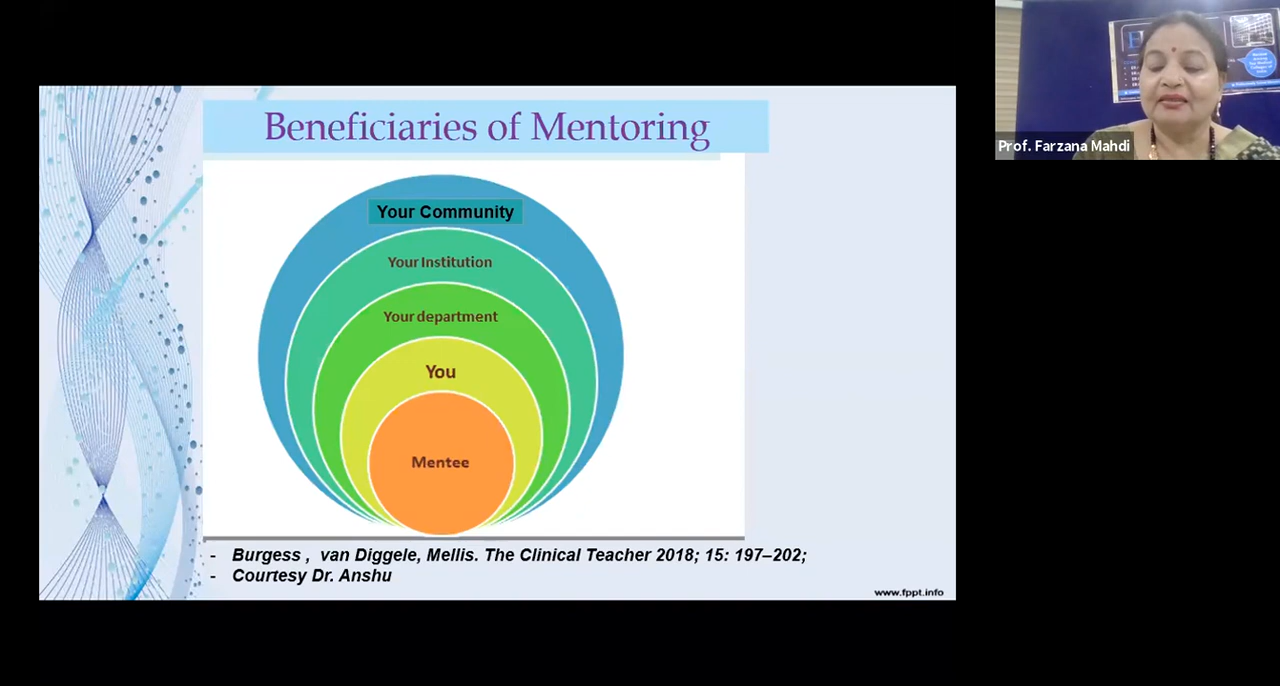 Beneficiaries of Mentoring
Your Community
Your Institution
Your department
You
Mentee
- Burgess , van Diggele, Mellis. The Clinical Teacher 2018; 15: 197–202;
- Courtesy Dr. Anshu
www.fppt.info
Prof. Farzana Mahdi